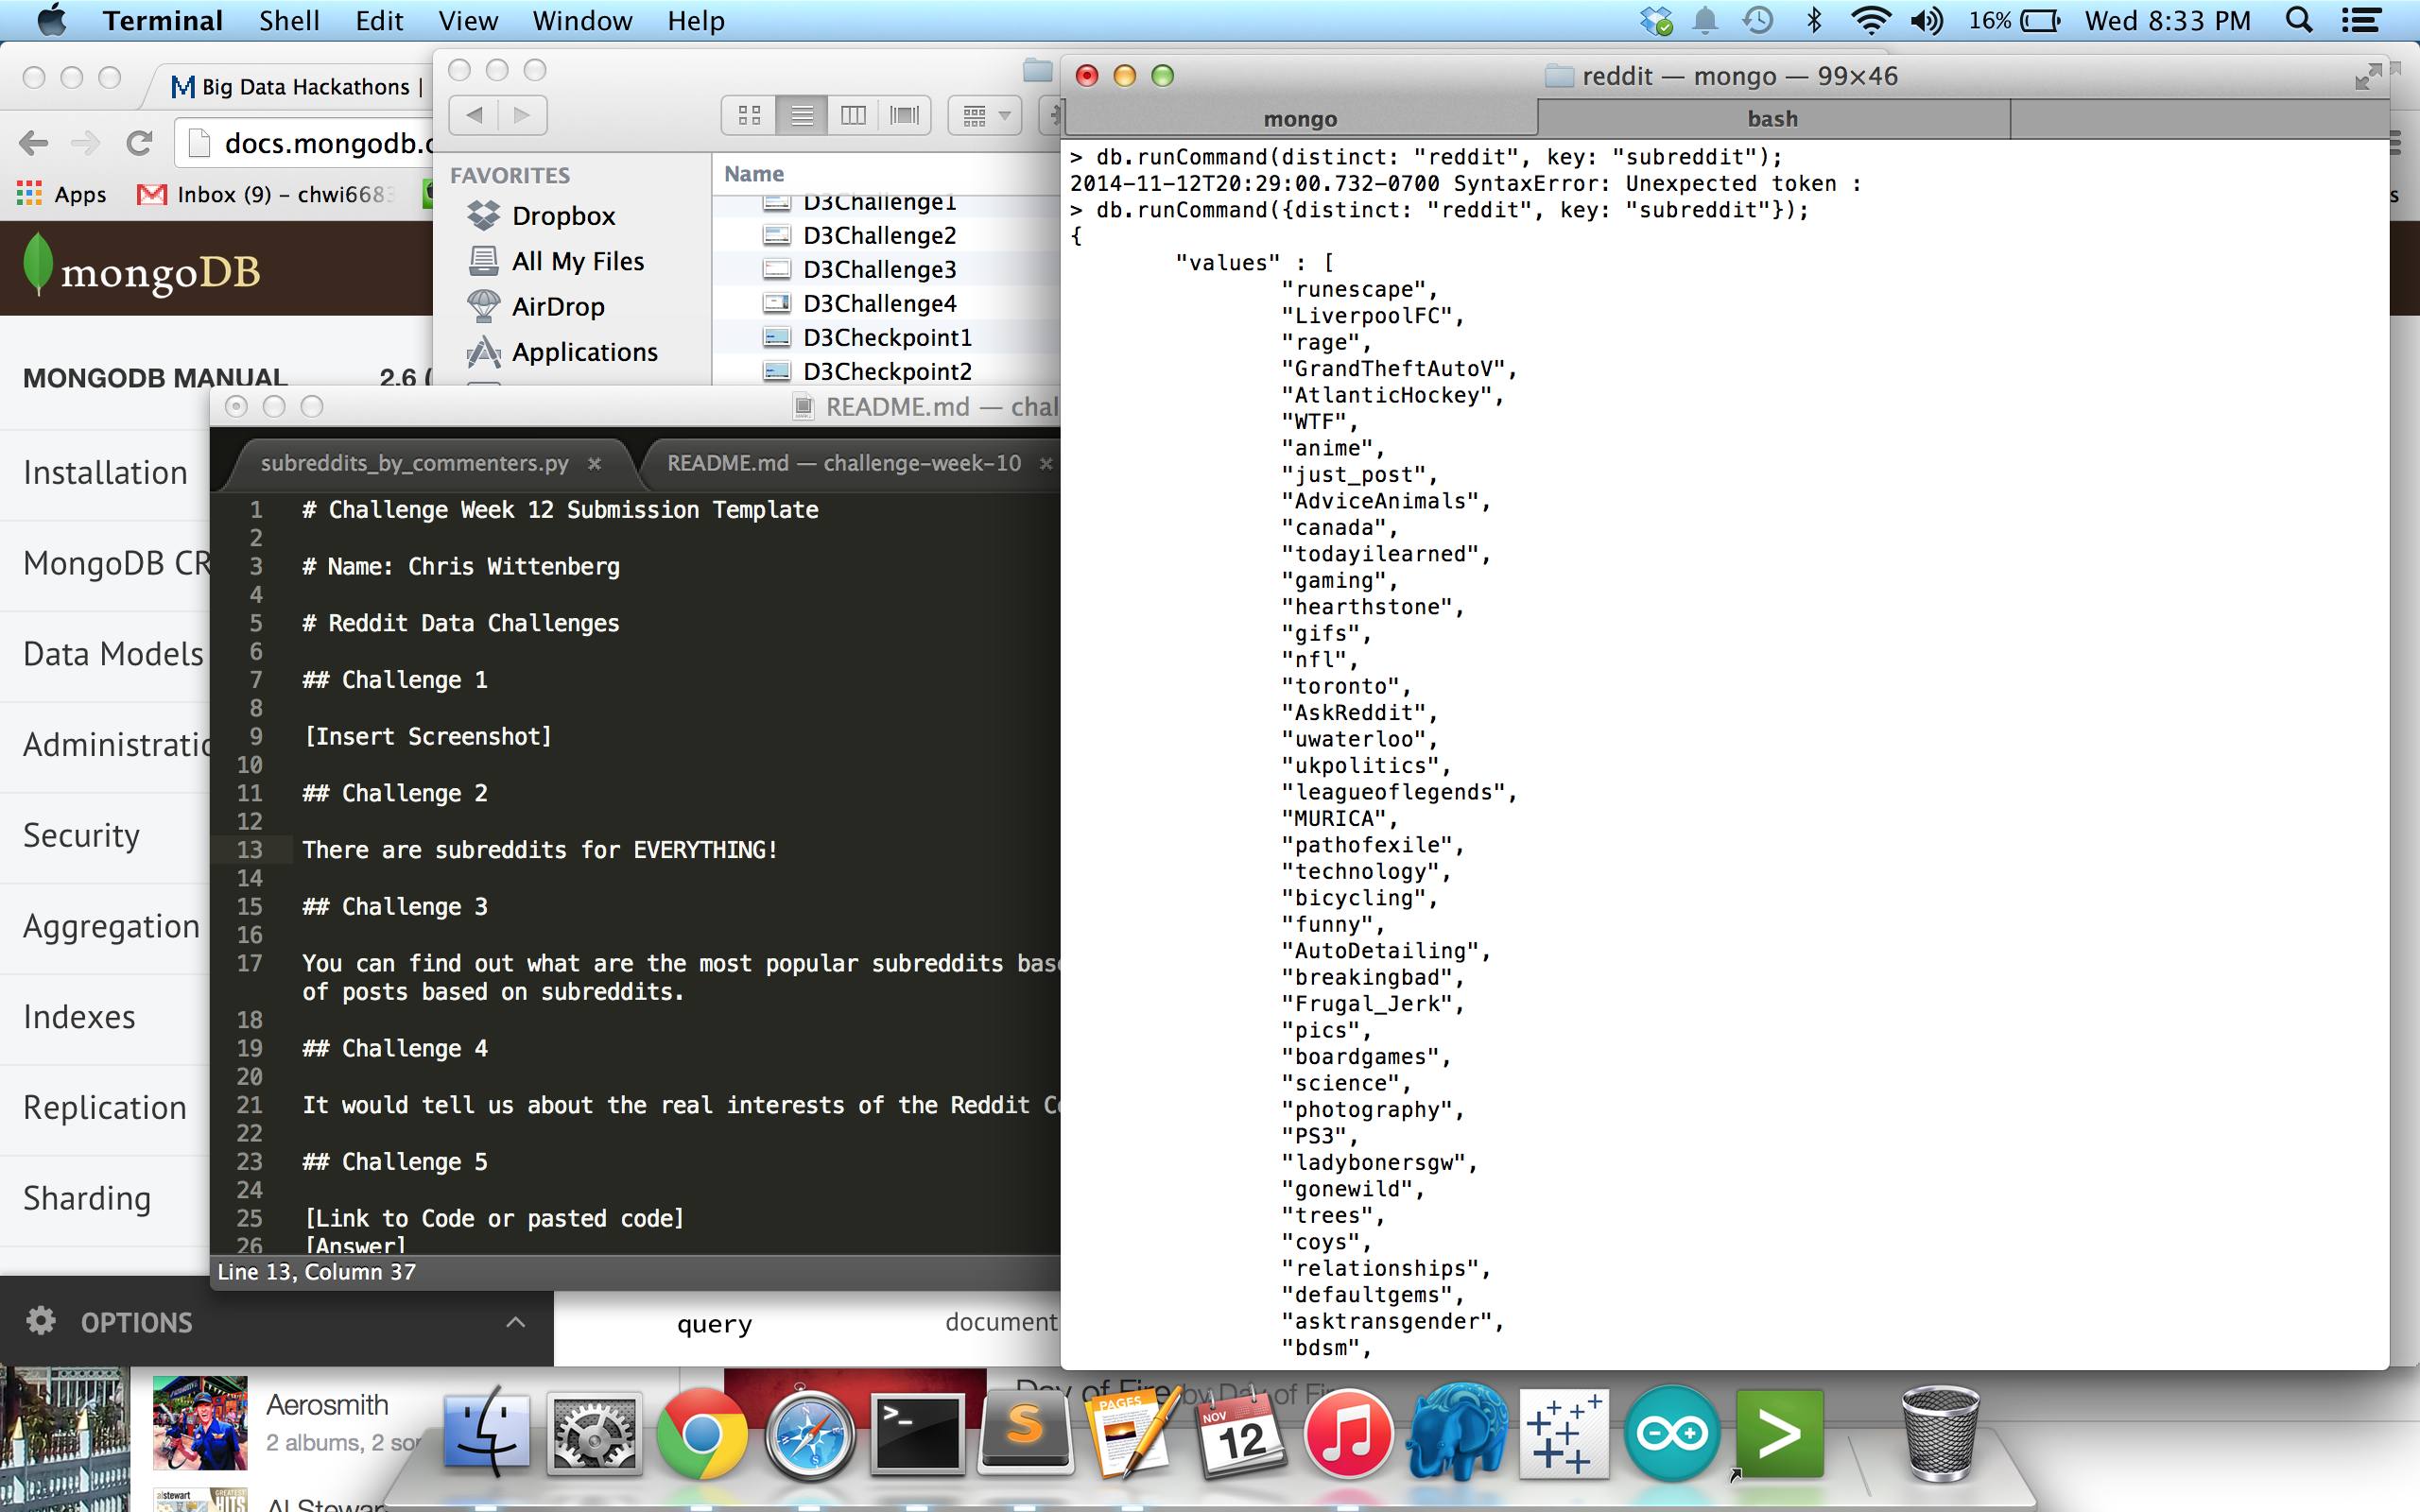 Terminal Shell Edit View Window Help 16% Wed 8:33 PM
Big Data Hackathons |
docs.mongodb.
Apps Inbox (9) – chwi6683
mongoDB
MONGODB MANUAL 2.6 (
Installation
MongoDB CR
Data Models
Administratio
Security
Aggregation
Indexes
Replication
Sharding
OPTIONS
query document
FAVORITES
Dropbox
All My Files
AirDrop
Applications
Name
D3Challenge1
D3Challenge2
D3Challenge3
D3Challenge4
D3Checkpoint1
D3Checkpoint2
README.md — chal
subreddits_by_commenters.py × README.md — challenge-week-10 ×
1 # Challenge Week 12 Submission Template
2
3 # Name: Chris Wittenberg
4
5 # Reddit Data Challenges
6
7 ## Challenge 1
8
9 [Insert Screenshot]
10
11 ## Challenge 2
12
13 There are subreddits for EVERYTHING!
14
15 ## Challenge 3
16
17 You can find out what are the most popular subreddits bas
of posts based on subreddits.
18
19 ## Challenge 4
20
21 It would tell us about the real interests of the Reddit C
22
23 ## Challenge 5
24
25 [Link to Code or pasted code]
26 [Answer]
Line 13, Column 37
reddit — mongo — 99×46
mongo bash
> db.runCommand(distinct: "reddit", key: "subreddit");
2014-11-12T20:29:00.732-0700 SyntaxError: Unexpected token :
> db.runCommand({distinct: "reddit", key: "subreddit"});
{
"values" : [
"runescape",
"LiverpoolFC",
"rage",
"GrandTheftAutoV",
"AtlanticHockey",
"WTF",
"anime",
"just_post",
"AdviceAnimals",
"canada",
"todayilearned",
"gaming",
"hearthstone",
"gifs",
"nfl",
"toronto",
"AskReddit",
"uwaterloo",
"ukpolitics",
"leagueoflegends",
"MURICA",
"pathofexile",
"technology",
"bicycling",
"funny",
"AutoDetailing",
"breakingbad",
"Frugal_Jerk",
"pics",
"boardgames",
"science",
"photography",
"PS3",
"ladybonersgw",
"gonewild",
"trees",
"coys",
"relationships",
"defaultgems",
"asktransgender",
"bdsm",
Aerosmith
2 albums, 2 so
Al Stewar
alstewart GREATEST HITS
Day of Fire by Day of Fi
>_
S
PAGES
NOV
12